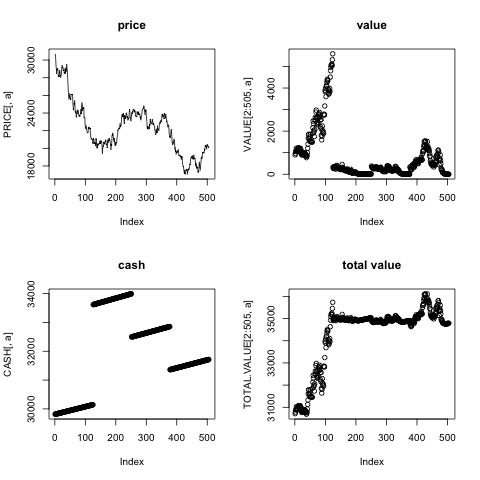 price
PRICE[, a]
18000 24000 30000
0 100 200 300 400 500
Index
value
VALUE[2:505, a]
0 2000 4000
0 100 200 300 400 500
Index
cash
CASH[, a]
30000 32000 34000
0 100 200 300 400 500
Index
total value
TOTAL.VALUE[2:505, a]
31000 33000 35000
0 100 200 300 400 500
Index